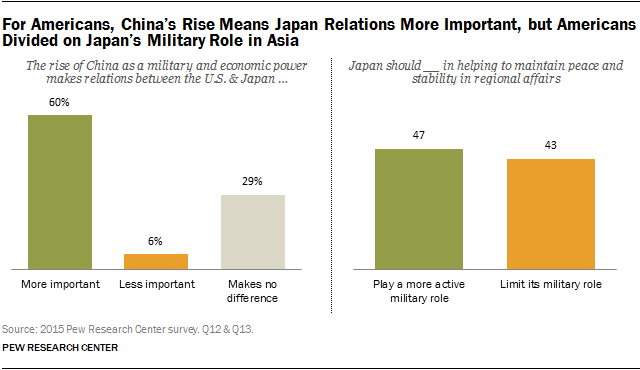 For Americans, China's Rise Means Japan Relations More Important, but Americans
Divided on Japan's Military Role in Asia
The rise of China as a military and economic power
makes relations between the U.S. & Japan ...
60%
6%
29%
More important
Less important
Makes no
difference
Japan should __ in helping to maintain peace and
stability in regional affairs
47
43
Play a more active
military role
Limit its military role
Source: 2015 Pew Research Center survey. Q12 & Q13.
PEW RESEARCH CENTER